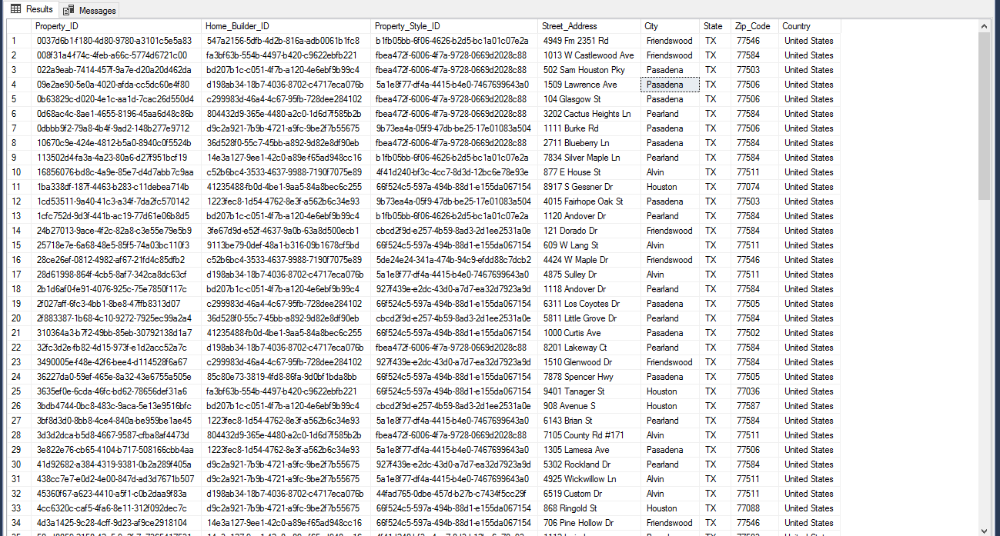 Results Messages
Property_ID Home_Builder_ID Property_Style_ID Street_Address City State Zip_Code Country
1 0037d6b1-f180-4d80-9780-a3101c5e5a83 547a2156-5dfb-4d2b-816a-adb0061b1fc8 b1fb05bb-6f06-4626-b2d5-bc1a01c07e2a 4949 Fm 2351 Rd Friendswood TX 77546 United States
2 008f31a4-f74c-4feb-a66c-5774d6721c00 fa3bf63b-554b-4497-b420-c9622ebfb221 fbea472f-6006-4f7a-9728-0669d2028c88 1013 W Castlewood Ave Friendswood TX 77584 United States
3 022a9eab-7414-457f-9a7e-d20a20d462da bd207b1c-c051-4f7b-a120-4e6ebf9b99c4 fbea472f-6006-4f7a-9728-0669d2028c88 502 Sam Houston Pky Pasadena TX 77503 United States
4 09e2ae90-5e0a-4020-afda-cc5dc60e4f80 d198ab34-18b7-4036-8702-c4717eca076b 5a1e8f77-df4a-4415-b4e0-7467699643a0 1509 Lawrence Ave Pasadena TX 77506 United States
5 0b63829c-d020-4e1c-aa1d-7cac26d550d4 c299983d-46a4-4c67-95fb-728dee284102 fbea472f-6006-4f7a-9728-0669d2028c88 104 Glasgow St Pasadena TX 77506 United States
6 0d68ac4c-8ae1-4655-8196-45aa6d48c86b 804432d9-365e-4480-a2c0-1d6d7f585b2b fbea472f-6006-4f7a-9728-0669d2028c88 3202 Cactus Heights Ln Pearland TX 77584 United States
7 0dbbb9f2-79a8-4b4f-9ad2-148b277e9712 d9c2a921-7b9b-4721-a9fc-9be2f7b55675 9b73ea4a-05f9-47db-be25-17e01083a504 1111 Burke Rd Pasadena TX 77506 United States
8 10670c9e-424e-4812-b5a0-8940c0f5524b 36d528f0-55c7-45bb-a892-9d82e8df90eb fbea472f-6006-4f7a-9728-0669d2028c88 2711 Blueberry Ln Pasadena TX 77584 United States
9 113502d4-fa3a-4a23-80a6-d27f951bcf19 14e3a127-9ee1-42c0-a89e-f65ad948cc16 b1fb05bb-6f06-4626-b2d5-bc1a01c07e2a 7834 Silver Maple Ln Pearland TX 77584 United States
10 16856076-bd8c-4a9e-85e7-d4d7abb7c9aa c52b6bc4-3533-4637-9988-7190f7075e89 4f41d240-bf3c-4cc7-8d3d-12bc6e78e93e 877 E House St Alvin TX 77511 United States
11 1ba338df-187f-4463-b283-c11debea714b 41235488-fb0d-4be1-9aa5-84a8bec6c255 66f524c5-597a-494b-88d1-e155da067154 8917 S Gessner Dr Houston TX 77074 United States
12 1cd53511-9a40-41c3-a34f-7da2fc570142 1223fec8-1d54-4762-8e3f-a562b6c34e93 9b73ea4a-05f9-47db-be25-17e01083a504 4015 Fairhope Oak St Pasadena TX 77503 United States
13 1cfc752d-9d3f-441b-ac19-77d61e06b8d5 bd207b1c-c051-4f7b-a120-4e6ebf9b99c4 b1fb05bb-6f06-4626-b2d5-bc1a01c07e2a 1120 Andover Dr Pearland TX 77584 United States
14 24b27013-9ace-4f2c-82a8-c3e55e79e5b9 3fe67d9d-e52f-4637-9a0b-63a8d500ecb1 cbcd2f9d-e257-4b59-8ad3-2d1ee2531a0e 121 Dorado Dr Friendswood TX 77584 United States
15 25718e7e-6a68-48e5-85f5-74a03bc110f3 9113be79-0def-48a1-b316-09b1678cf5bd 66f524c5-597a-494b-88d1-e155da067154 609 W Lang St Alvin TX 77511 United States
16 28ce26ef-0812-4982-af67-21fd4c85dfb2 c52b6bc4-3533-4637-9988-7190f7075e89 5de24e24-341a-474b-94c9-efdd88c7dcb2 4424 W Maple Dr Friendswood TX 77546 United States
17 28d61998-864f-4cb5-8af7-342ca8dc63cf d198ab34-18b7-4036-8702-c4717eca076b 5a1e8f77-df4a-4415-b4e0-7467699643a0 4875 Sulley Dr Alvin TX 77511 United States
18 2b1d6af0-fe91-4076-925c-75e7850f117c bd207b1c-c051-4f7b-a120-4e6ebf9b99c4 927f439e-e2dc-43d0-a7d7-ea32d7923a9d 1118 Andover Dr Pearland TX 77584 United States
19 2f027aff-6fc3-4bb1-8be8-47ffb8313d07 c299983d-46a4-4c67-95fb-728dee284102 66f524c5-597a-494b-88d1-e155da067154 6311 Los Coyotes Dr Pasadena TX 77505 United States
20 2f883387-1b68-4c10-9272-7925ec99a2a4 36d528f0-55c7-45bb-a892-9d82e8df90eb cbcd2f9d-e257-4b59-8ad3-2d1ee2531a0e 5811 Little Grove Dr Pearland TX 77584 United States
21 310364a3-b7f2-49bb-85eb-30792138d1a7 41235488-fb0d-4be1-9aa5-84a8bec6c255 66f524c5-597a-494b-88d1-e155da067154 1000 Curtis Ave Pasadena TX 77502 United States
22 32fc3d2e-fb82-4d15-973f-e1d2acc52a7c d198ab34-18b7-4036-8702-c4717eca076b fbea472f-6006-4f7a-9728-0669d2028c88 8201 Lakeway Ct Pearland TX 77584 United States
23 3490005e-f48e-42f6-bee4-d114528f6a67 c299983d-46a4-4c67-95fb-728dee284102 927f439e-e2dc-43d0-a7d7-ea32d7923a9d 1510 Glenwood Dr Friendswood TX 77584 United States
24 36227da0-59ef-465e-8a32-43e6755a505e 85c80e73-3819-4fd8-86fa-9d0bf1bda8bb 66f524c5-597a-494b-88d1-e155da067154 7878 Spencer Hwy Pasadena TX 77505 United States
25 3635ef0e-6cda-46fc-bd62-78656def31a6 fa3bf63b-554b-4497-b420-c9622ebfb221 66f524c5-597a-494b-88d1-e155da067154 9401 Tanager St Houston TX 77036 United States
26 3bdb4744-0bc8-483c-9aca-5e13e9516bfc bd207b1c-c051-4f7b-a120-4e6ebf9b99c4 cbcd2f9d-e257-4b59-8ad3-2d1ee2531a0e 908 Avenue S Houston TX 77587 United States
27 3bf8d3d0-8bb8-4ce4-840a-be959be1ae45 1223fec8-1d54-4762-8e3f-a562b6c34e93 5a1e8f77-df4a-4415-b4e0-7467699643a0 6143 Brian St Pearland TX 77584 United States
28 3d3d2dca-b5d8-4667-9587-cfba8af4473d 804432d9-365e-4480-a2c0-1d6d7f585b2b fbea472f-6006-4f7a-9728-0669d2028c88 7105 County Rd #171 Alvin TX 77511 United States
29 3e822e76-cb65-4104-b717-508166cbb4aa 1223fec8-1d54-4762-8e3f-a562b6c34e93 5a1e8f77-df4a-4415-b4e0-7467699643a0 1305 Lamesa Ave Pasadena TX 77506 United States
30 41d92682-a384-4319-9381-0b2a289f405a d9c2a921-7b9b-4721-a9fc-9be2f7b55675 927f439e-e2dc-43d0-a7d7-ea32d7923a9d 5302 Rockland Dr Pearland TX 77584 United States
31 438cc7e7-e0d2-4e00-847d-ad3d7671b507 d9c2a921-7b9b-4721-a9fc-9be2f7b55675 5a1e8f77-df4a-4415-b4e0-7467699643a0 4925 Wickwillow Ln Alvin TX 77511 United States
32 45360f67-a623-4410-a5f1-c0b2daa9f83a d198ab34-18b7-4036-8702-c4717eca076b 44fad765-0dbe-457d-b27b-c7434f5cc29f 6519 Custom Dr Alvin TX 77511 United States
33 4cc6320c-caf5-4fa6-8e11-312f092dec7c d9c2a921-7b9b-4721-a9fc-9be2f7b55675 66f524c5-597a-494b-88d1-e155da067154 868 Ringold St Houston TX 77088 United States
34 4d3a1425-9c28-4cff-9d23-af9ce2918104 14e3a127-9ee1-42c0-a89e-f65ad948cc16 66f524c5-597a-494b-88d1-e155da067154 706 Pine Hollow Dr Friendswood TX 77546 United States